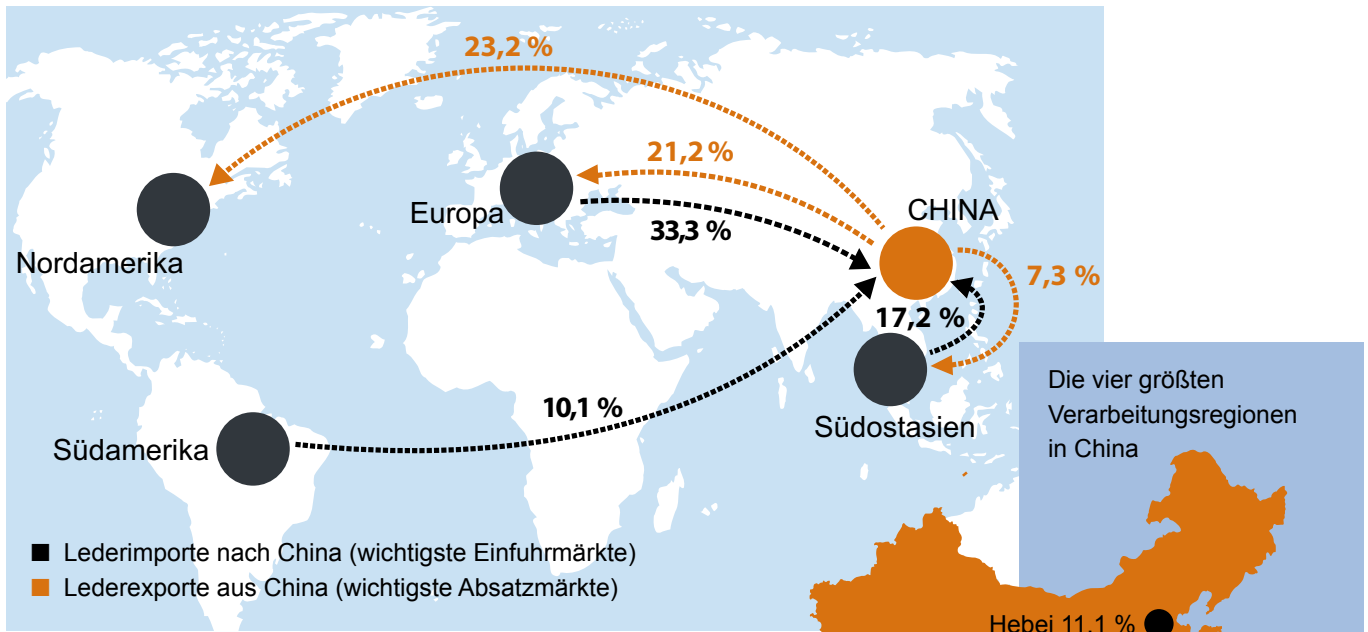 23,2 %
21,2 %
Europa
33,3 %
CHINA
Nordamerika
7,3 %
17,2 %
10,1 %
Südamerika
Südostasien
Die vier größten
Verarbeitungsregionen
in China
Lederimporte nach China (wichtigste Einfuhrmärkte)
Lederexporte aus China (wichtigste Absatzmärkte)
Hebei 11,1 %